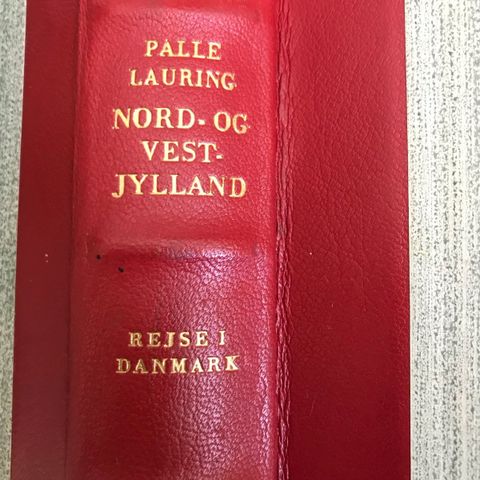 PALLE
LAURING
NORD-OG
VEST-
JYLLAND
REJSE I
DANMARK